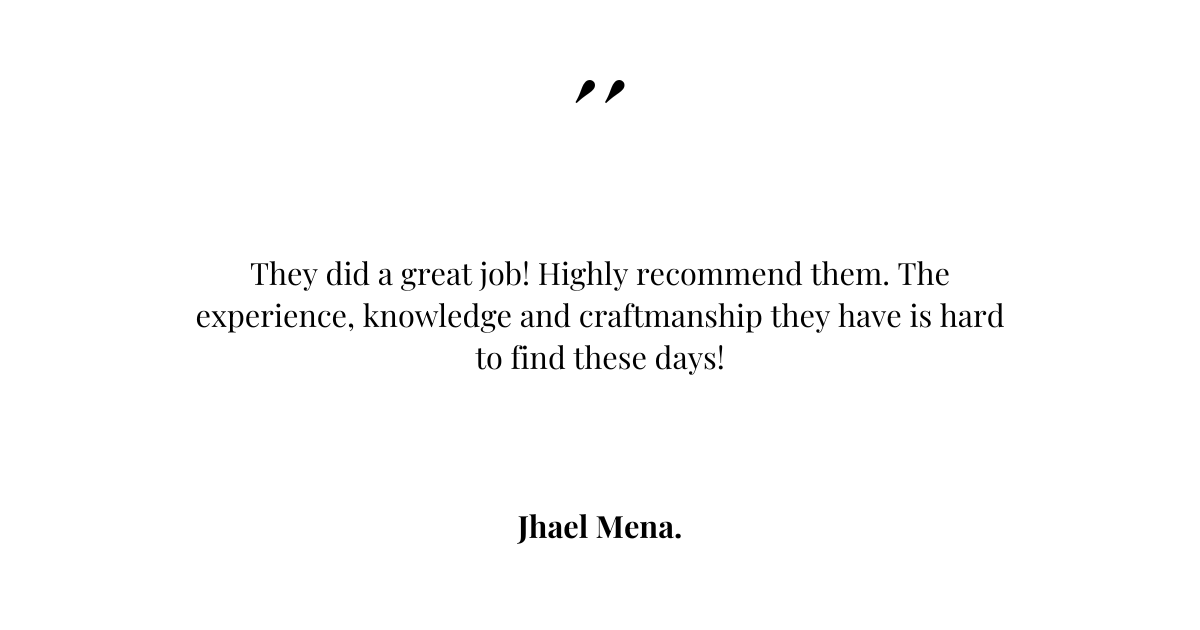 "
They did a great job! Highly recommend them. The
experience, knowledge and craftmanship they have is hard
to find these days!
Jhael Mena.